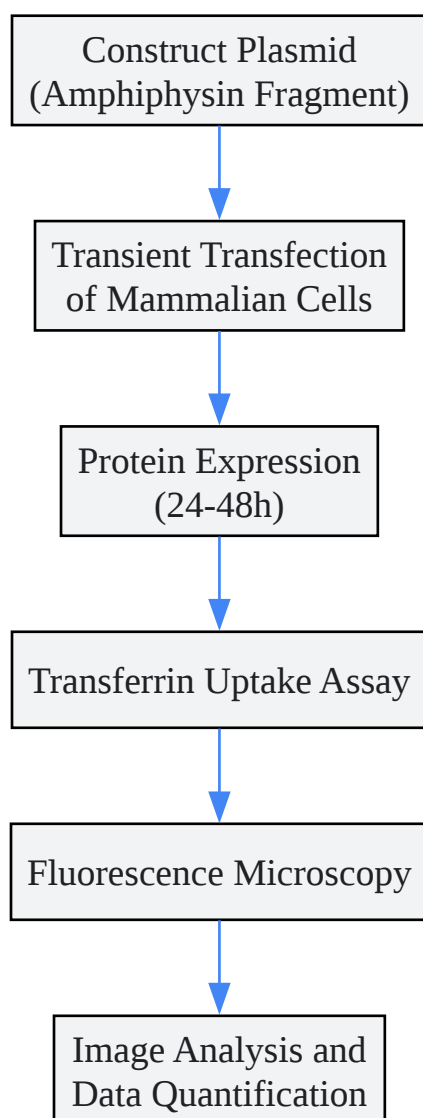 Construct Plasmid
(Amphiphysin Fragment)
Transient Transfection
of Mammalian Cells
Protein Expression
(24-48h)
Transferrin Uptake Assay
Fluorescence Microscopy
Image Analysis and
Data Quantification